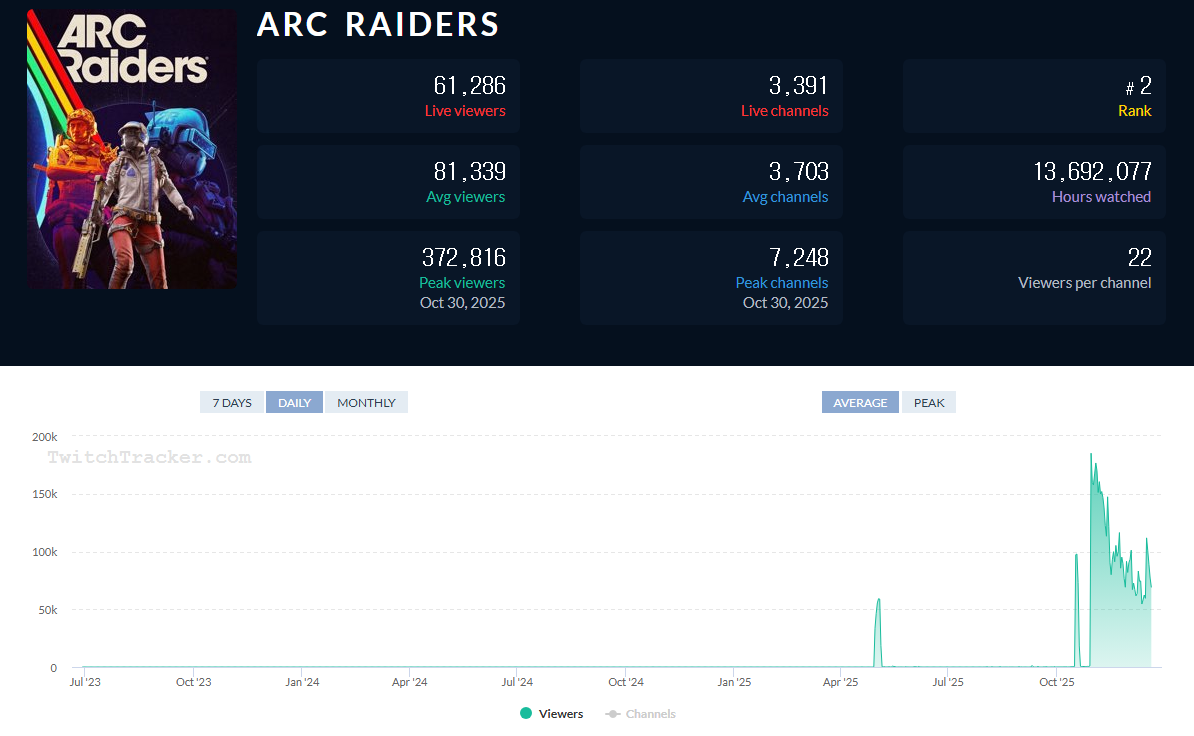 ARC
Raiders
ARC RAIDERS
61,286
Live viewers
3,391
Live channels
# 2
Rank
81,339
Avg viewers
3,703
Avg channels
13,692,077
Hours watched
372,816
Peak viewers
Oct 30, 2025
7,248
Peak channels
Oct 30, 2025
22
Viewers per channel
7 DAYS DAILY MONTHLY
AVERAGE PEAK
200k
TwitchTracker.com
150k
100k
50k
0
Jul '23 Oct '23 Jan '24 Apr '24 Jul '24 Oct '24 Jan '25 Apr '25 Jul '25 Oct '25
Viewers Channels